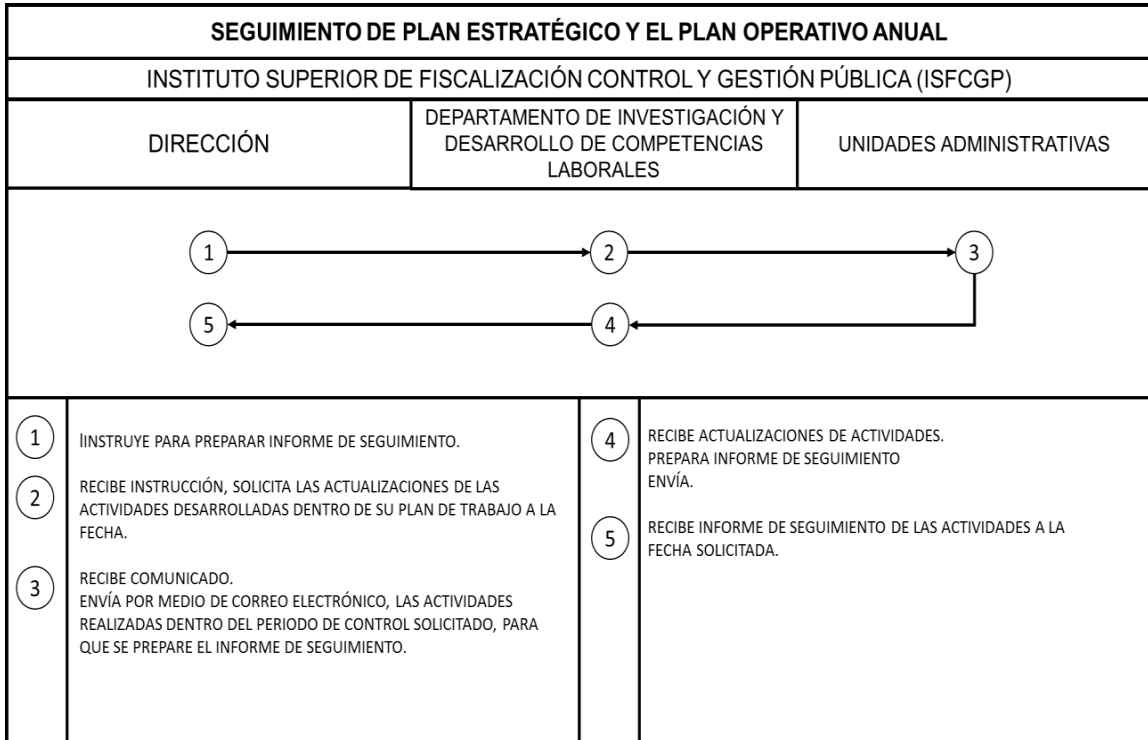 SEGUIMIENTO DE PLAN ESTRATÉGICO Y EL PLAN OPERATIVO ANUAL
INSTITUTO SUPERIOR DE FISCALIZACIÓN CONTROL Y GESTIÓN PÚBLICA (ISFCGP)
DIRECCIÓN
DEPARTAMENTO DE INVESTIGACIÓN Y
DESARROLLO DE COMPETENCIAS
LABORALES
UNIDADES ADMINISTRATIVAS
1
2
3
5
4
1
IINSTRUYE PARA PREPARAR INFORME DE SEGUIMIENTO.
2
RECIBE INSTRUCCIÓN, SOLICITA LAS ACTUALIZACIONES DE LAS
ACTIVIDADES DESARROLLADAS DENTRO DE SU PLAN DE TRABAJO A LA
FECHA.
3
RECIBE COMUNICADO.
ENVÍA POR MEDIO DE CORREO ELECTRÓNICO, LAS ACTIVIDADES
REALIZADAS DENTRO DEL PERIODO DE CONTROL SOLICITADO, PARA
QUE SE PREPARE EL INFORME DE SEGUIMIENTO.
4
RECIBE ACTUALIZACIONES DE ACTIVIDADES.
PREPARA INFORME DE SEGUIMIENTO
ENVÍA.
5
RECIBE INFORME DE SEGUIMIENTO DE LAS ACTIVIDADES A LA
FECHA SOLICITADA.